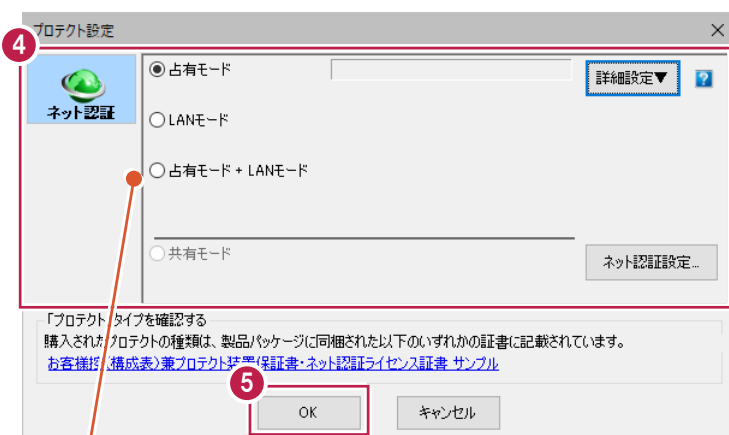 プロテクト設定
4
ネット認証
占有モード
詳細設定▼
?
LANモード
占有モード + LANモード
共有モード
ネット認証設定...
「プロテクト」タイプを確認する
購入されたプロテクトの種類は、製品パッケージに同梱された以下のいずれかの証書に記載されています。
お客様控(構成表)兼プロテクト装置保証書・ネット認証ライセンス証書 サンプル
5
OK
キャンセル